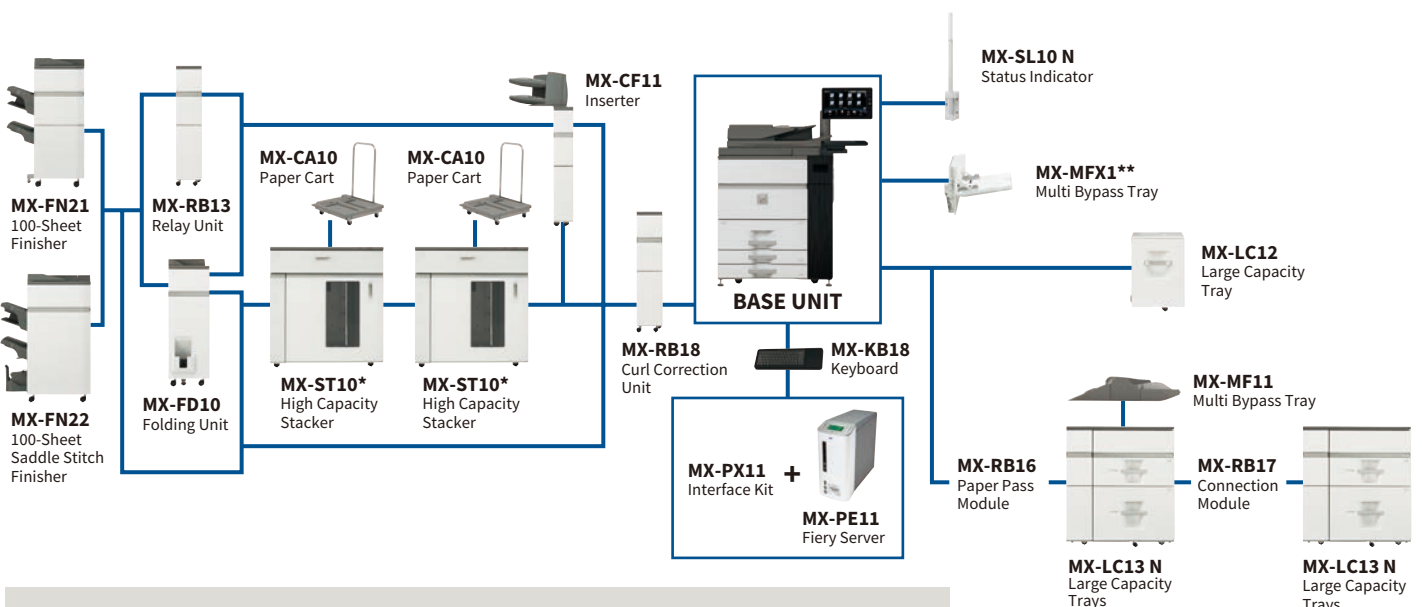 MX-SL10 N
Status Indicator
MX-CF11
Inserter
MX-CA10
Paper Cart
MX-CA10
Paper Cart
MX-MFX1**
Multi Bypass Tray
MX-FN21
100-Sheet
Finisher
MX-RB13
Relay Unit
MX-LC12
Large Capacity
Tray
BASE UNIT
MX-RB18
Curl Correction
Unit
MX-KB18
Keyboard
MX-ST10*
High Capacity
Stacker
MX-ST10*
High Capacity
Stacker
MX-FD10
Folding Unit
MX-FN22
100-Sheet
Saddle Stitch
Finisher
MX-MF11
Multi Bypass Tray
MX-PX11
Interface Kit
+
MX-PE11
Fiery Server
MX-RB16
Paper Pass
Module
MX-RB17
Connection
Module
MX-LC13 N
Large Capacity
Trays
MX-LC13 N
Large Capacity
Trays